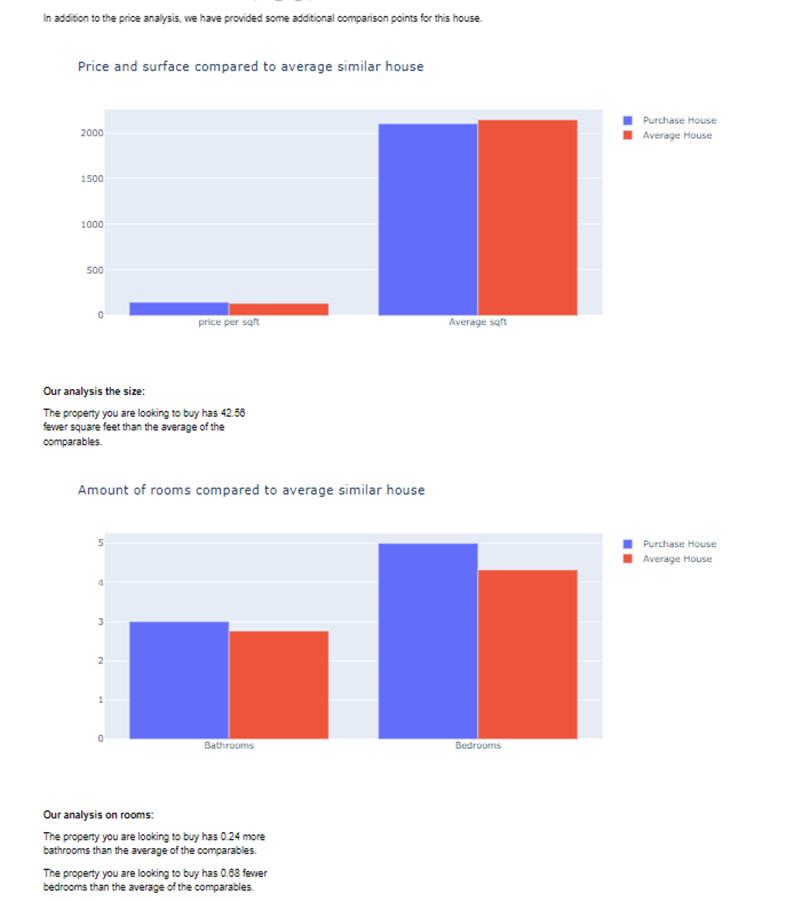 In addition to the price analysis, we have provided some additional comparison points for this house.
Price and surface compared to average similar house
2000
1500
1000
500
0
price per sqft
Average sqft
Purchase House
Average House
Our analysis the size:
The property you are looking to buy has 42.56
fewer square feet than the average of the
comparables.
Amount of rooms compared to average similar house
5
4
3
2
1
0
Bathrooms
Bedrooms
Purchase House
Average House
Our analysis on rooms:
The property you are looking to buy has 0.24 more
bathrooms than the average of the comparables.
The property you are looking to buy has 0.68 fewer
bedrooms than the average of the comparables.